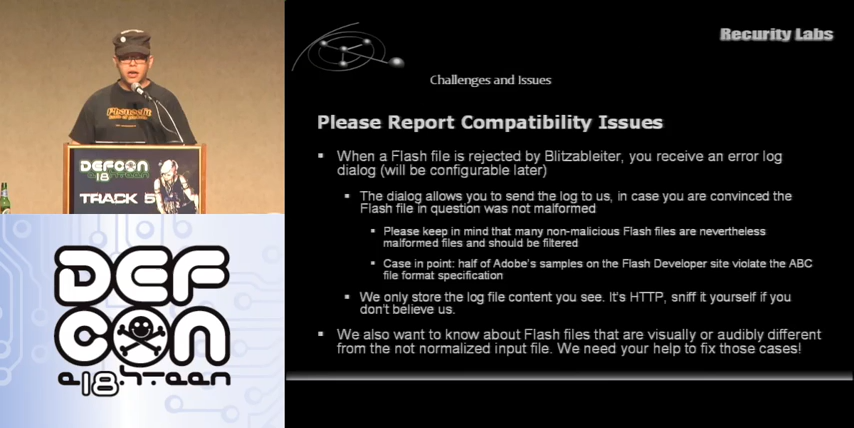 DEFCON
18
TRACK 5
DEF
CON
Recurity Labs
Challenges and Issues
Please Report Compatibility Issues
When a Flash file is rejected by Blitzableiter, you receive an error log
dialog (will be configurable later)
The dialog allows you to send the log to us, in case you are convinced the
Flash file in question was not malformed
Please keep in mind that many non-malicious Flash files are nevertheless
malformed files and should be filtered
Case in point: half of Adobe's samples on the Flash Developer site violate the ABC
file format specification
We only store the log file content you see. It's HTTP, sniff it yourself if you
don't believe us.
We also want to know about Flash files that are visually or audibly different
from the not normalized input file. We need your help to fix those cases!